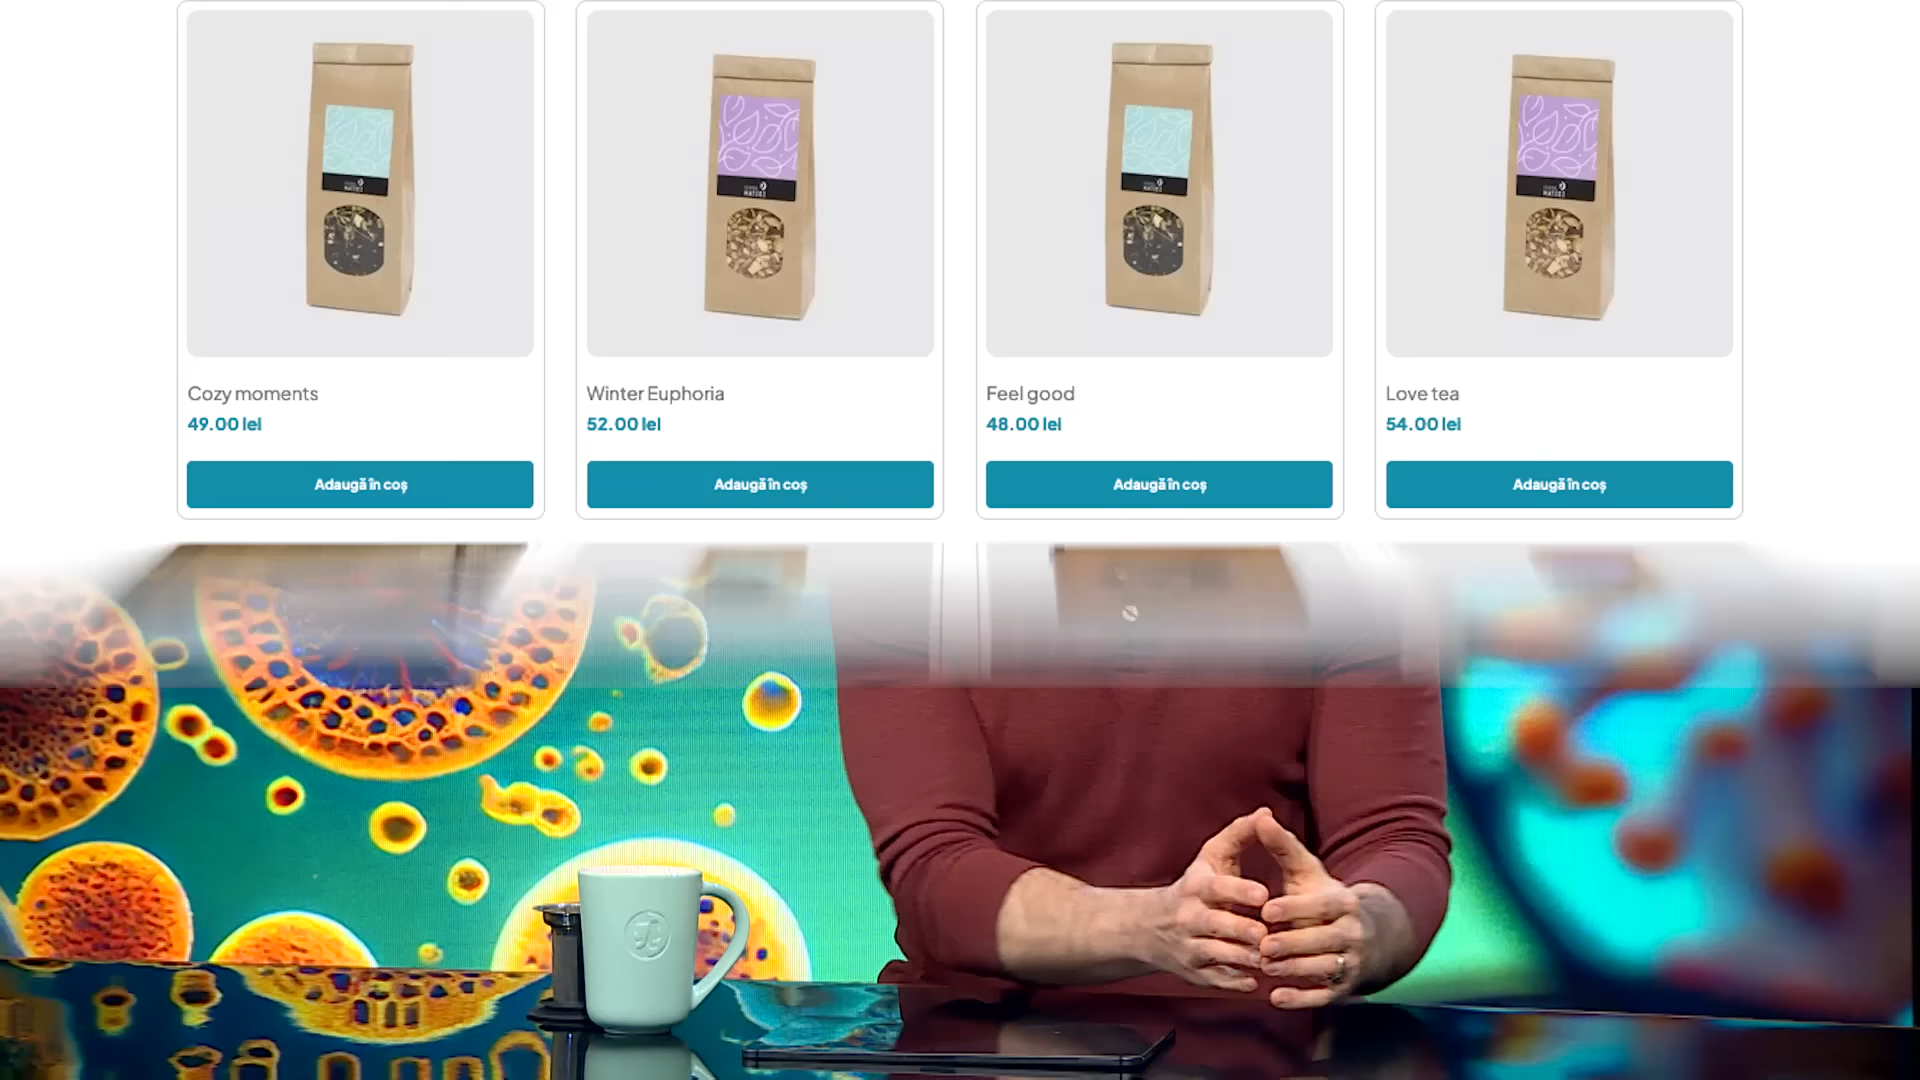 Cozy moments
49.00 lei
Adaugă în coș
Winter Euphoria
52.00 lei
Adaugă în coș
Feel good
48.00 lei
Adaugă în coș
Love tea
54.00 lei
Adaugă în coș